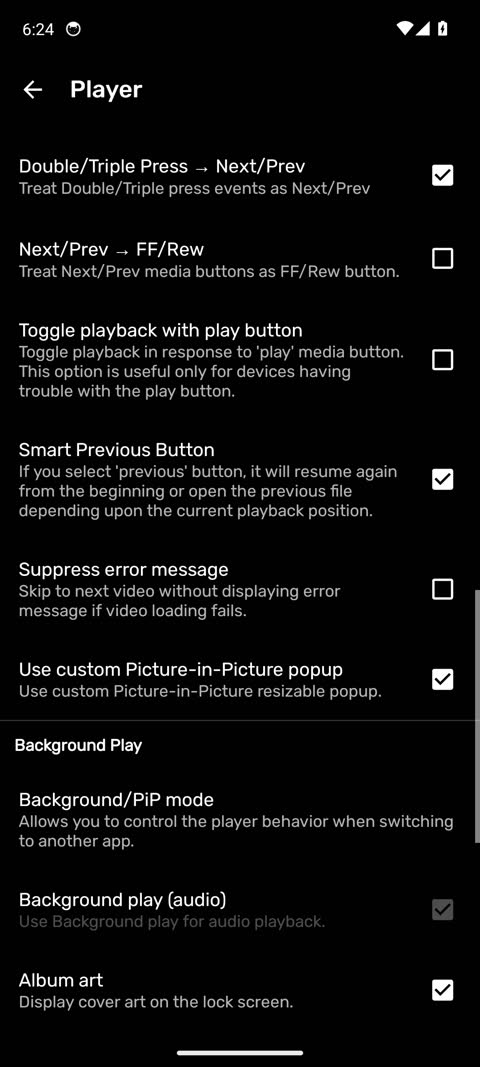 6:24
Player
Double/Triple Press → Next/Prev
Treat Double/Triple press events as Next/Prev
Next/Prev → FF/Rew
Treat Next/Prev media buttons as FF/Rew button.
Toggle playback with play button
Toggle playback in response to 'play' media button.
This option is useful only for devices having
trouble with the play button.
Smart Previous Button
If you select 'previous' button, it will resume again
from the beginning or open the previous file
depending upon the current playback position.
Suppress error message
Skip to next video without displaying error
message if video loading fails.
Use custom Picture-in-Picture popup
Use custom Picture-in-Picture resizable popup.
Background Play
Background/PiP mode
Allows you to control the player behavior when switching
to another app.
Background play (audio)
Use Background play for audio playback.
Album art
Display cover art on the lock screen.